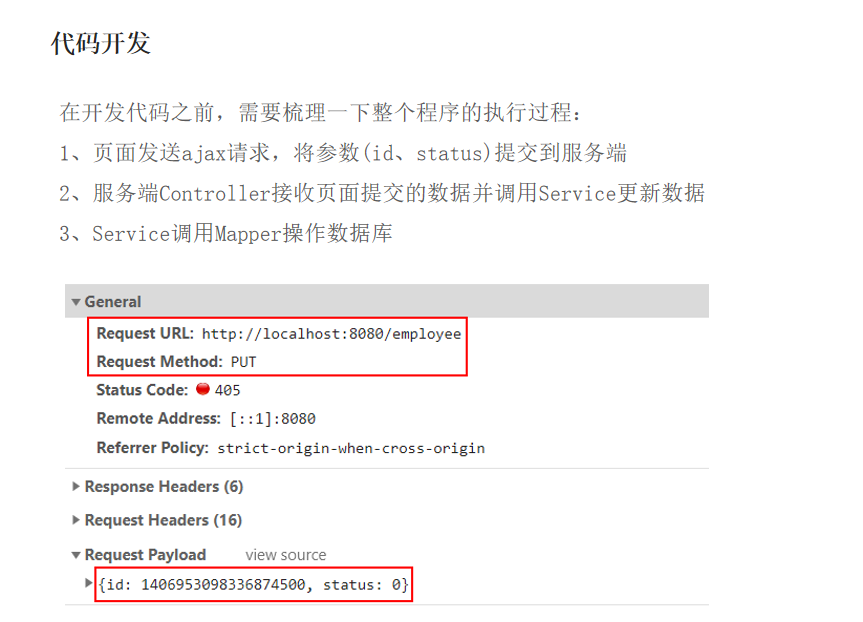 代码开发
在开发代码之前，需要梳理一下整个程序的执行过程：
1、页面发送ajax请求，将参数(id、status)提交到服务端
2、服务端Controller接收页面提交的数据并调用Service更新数据
3、Service调用Mapper操作数据库
General
Request URL: http://localhost:8080/employee
Request Method: PUT
Status Code: 405
Remote Address: [::1]:8080
Referrer Policy: strict-origin-when-cross-origin
Response Headers (6)
Request Headers (16)
Request Payload view source
{id: 1406953098336874500, status: 0}